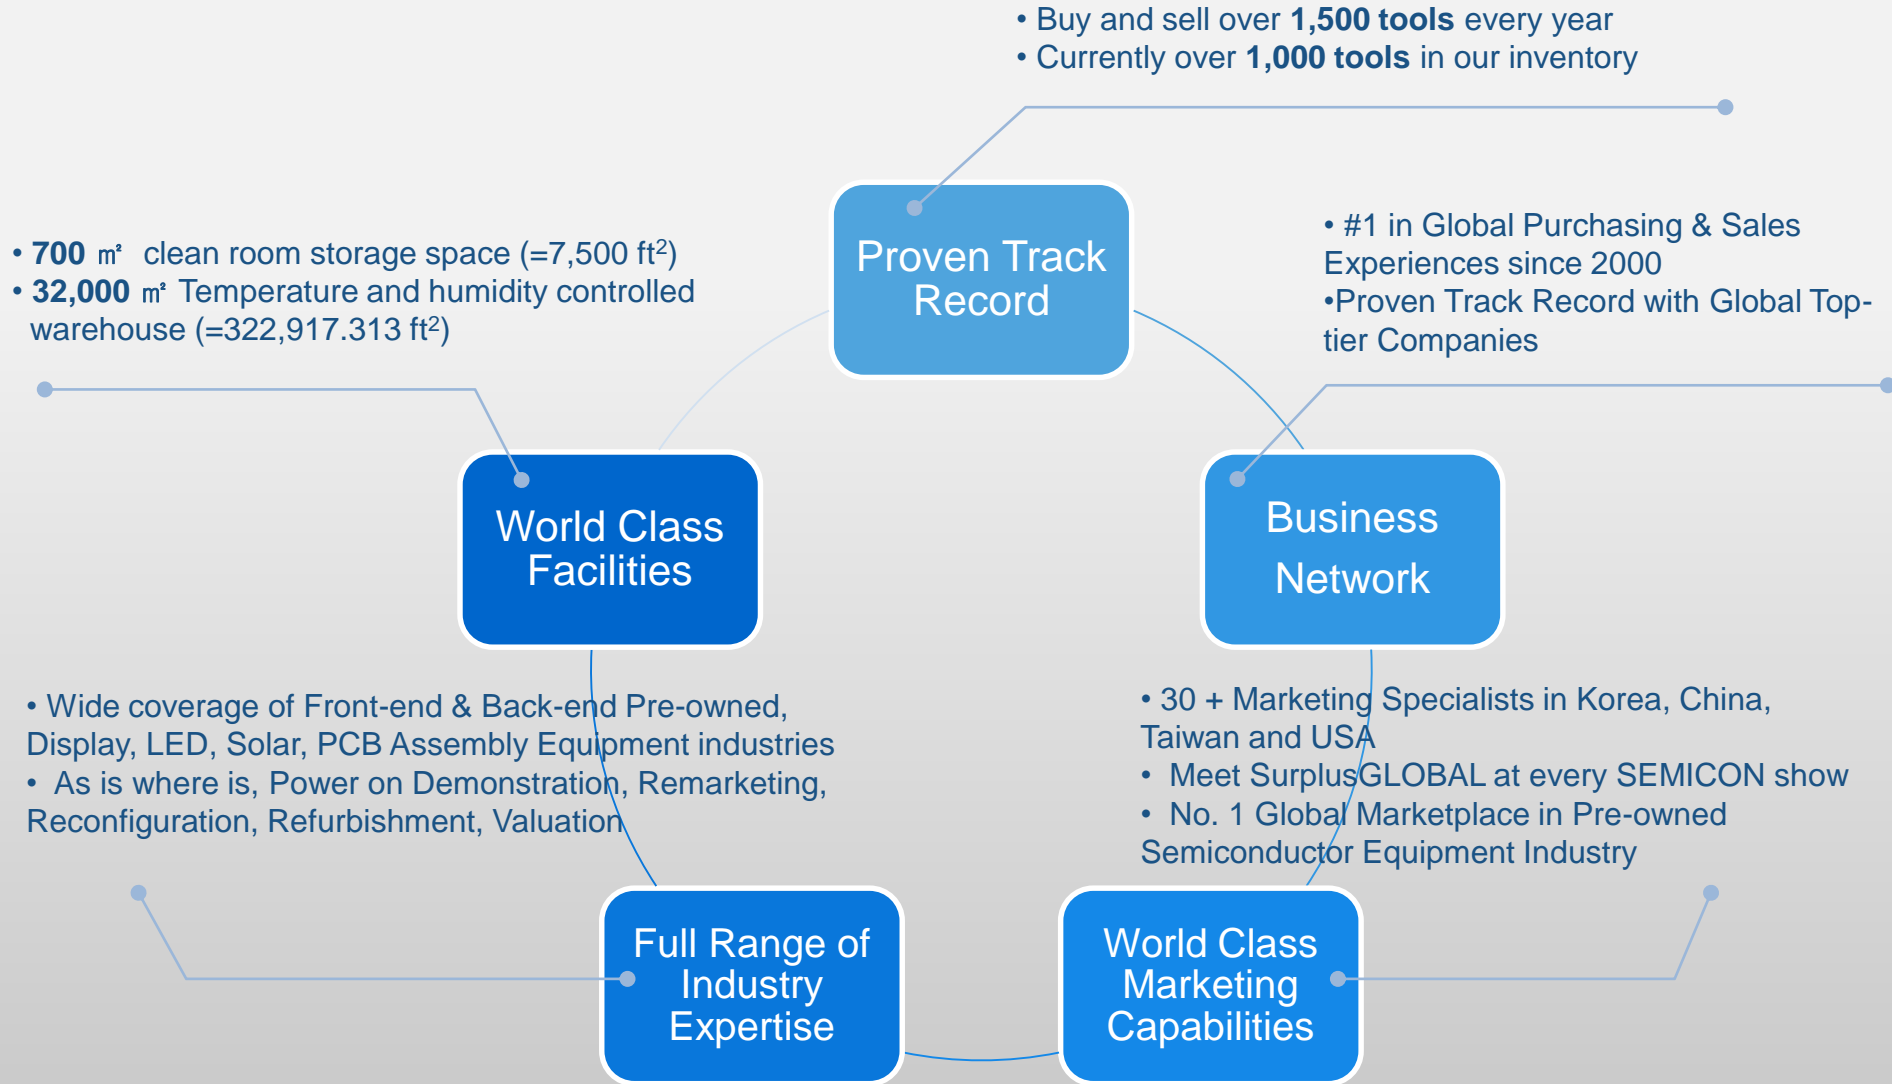 • Buy and sell over 1,500 tools every year
• Currently over 1,000 tools in our inventory
Proven Track
Record
• 700 ㎡ clean room storage space (=7,500 ft²)
• 32,000 ㎡ Temperature and humidity controlled
warehouse (=322,917.313 ft²)
• #1 in Global Purchasing & Sales
Experiences since 2000
•Proven Track Record with Global Top-
tier Companies
World Class
Facilities
Business
Network
• Wide coverage of Front-end & Back-end Pre-owned,
Display, LED, Solar, PCB Assembly Equipment industries
• As is where is, Power on Demonstration, Remarketing,
Reconfiguration, Refurbishment, Valuation
• 30 + Marketing Specialists in Korea, China,
Taiwan and USA
• Meet SurplusGLOBAL at every SEMICON show
• No. 1 Global Marketplace in Pre-owned
Semiconductor Equipment Industry
Full Range of
Industry
Expertise
World Class
Marketing
Capabilities